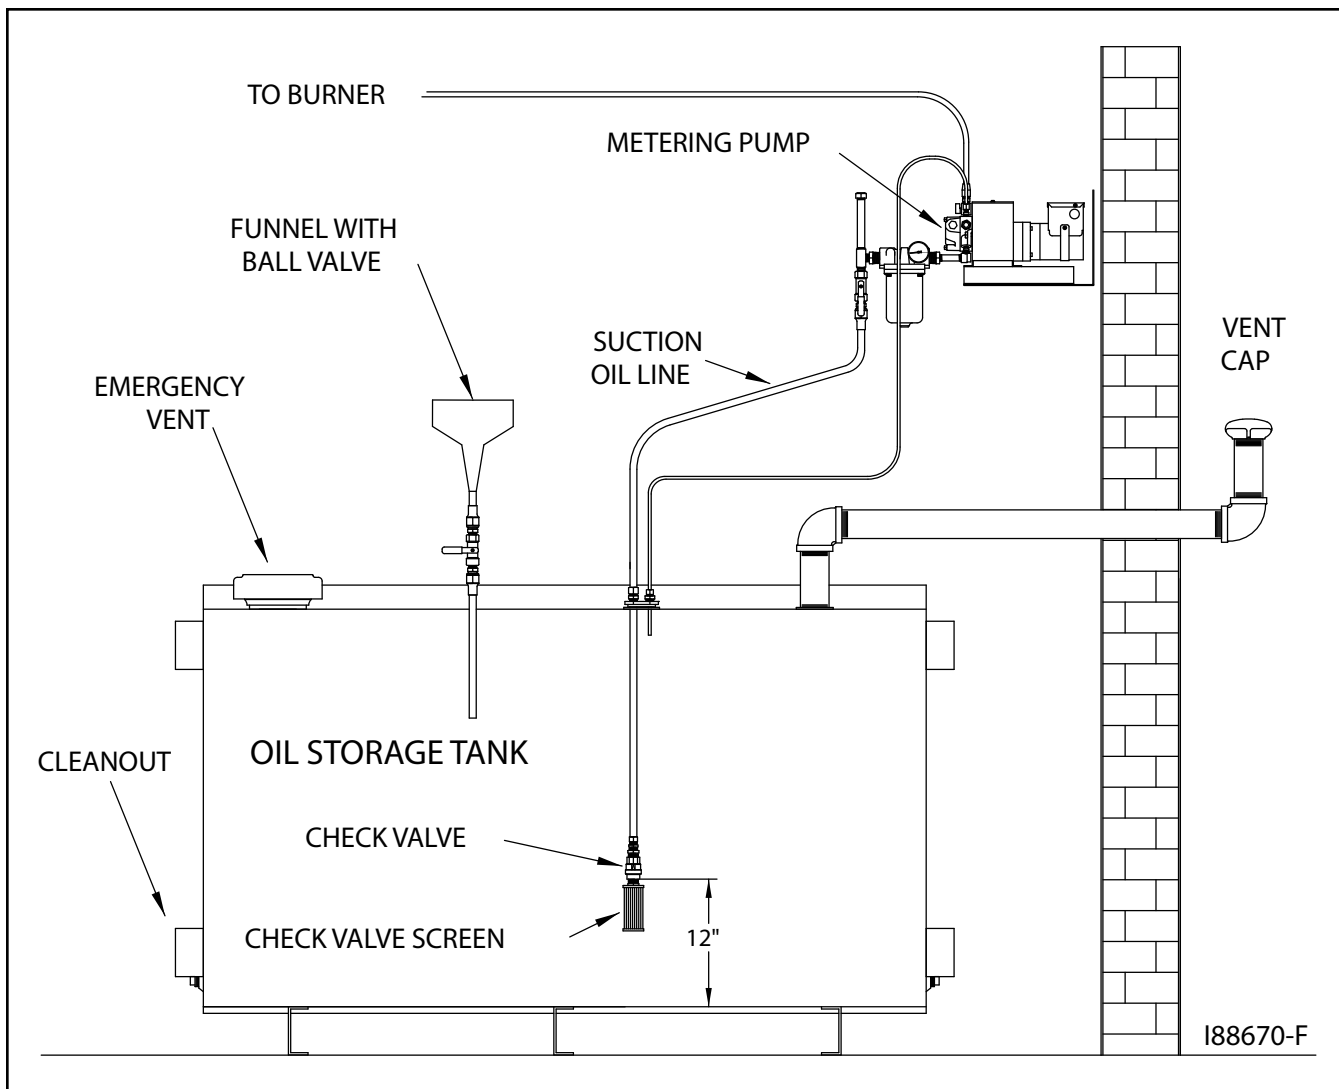 TO BURNER
METERING PUMP
FUNNEL WITH
BALL VALVE
SUCTION
OIL LINE
VENT
CAP
EMERGENCY
VENT
OIL STORAGE TANK
CLEANOUT
CHECK VALVE
CHECK VALVE SCREEN
12"
I88670-F